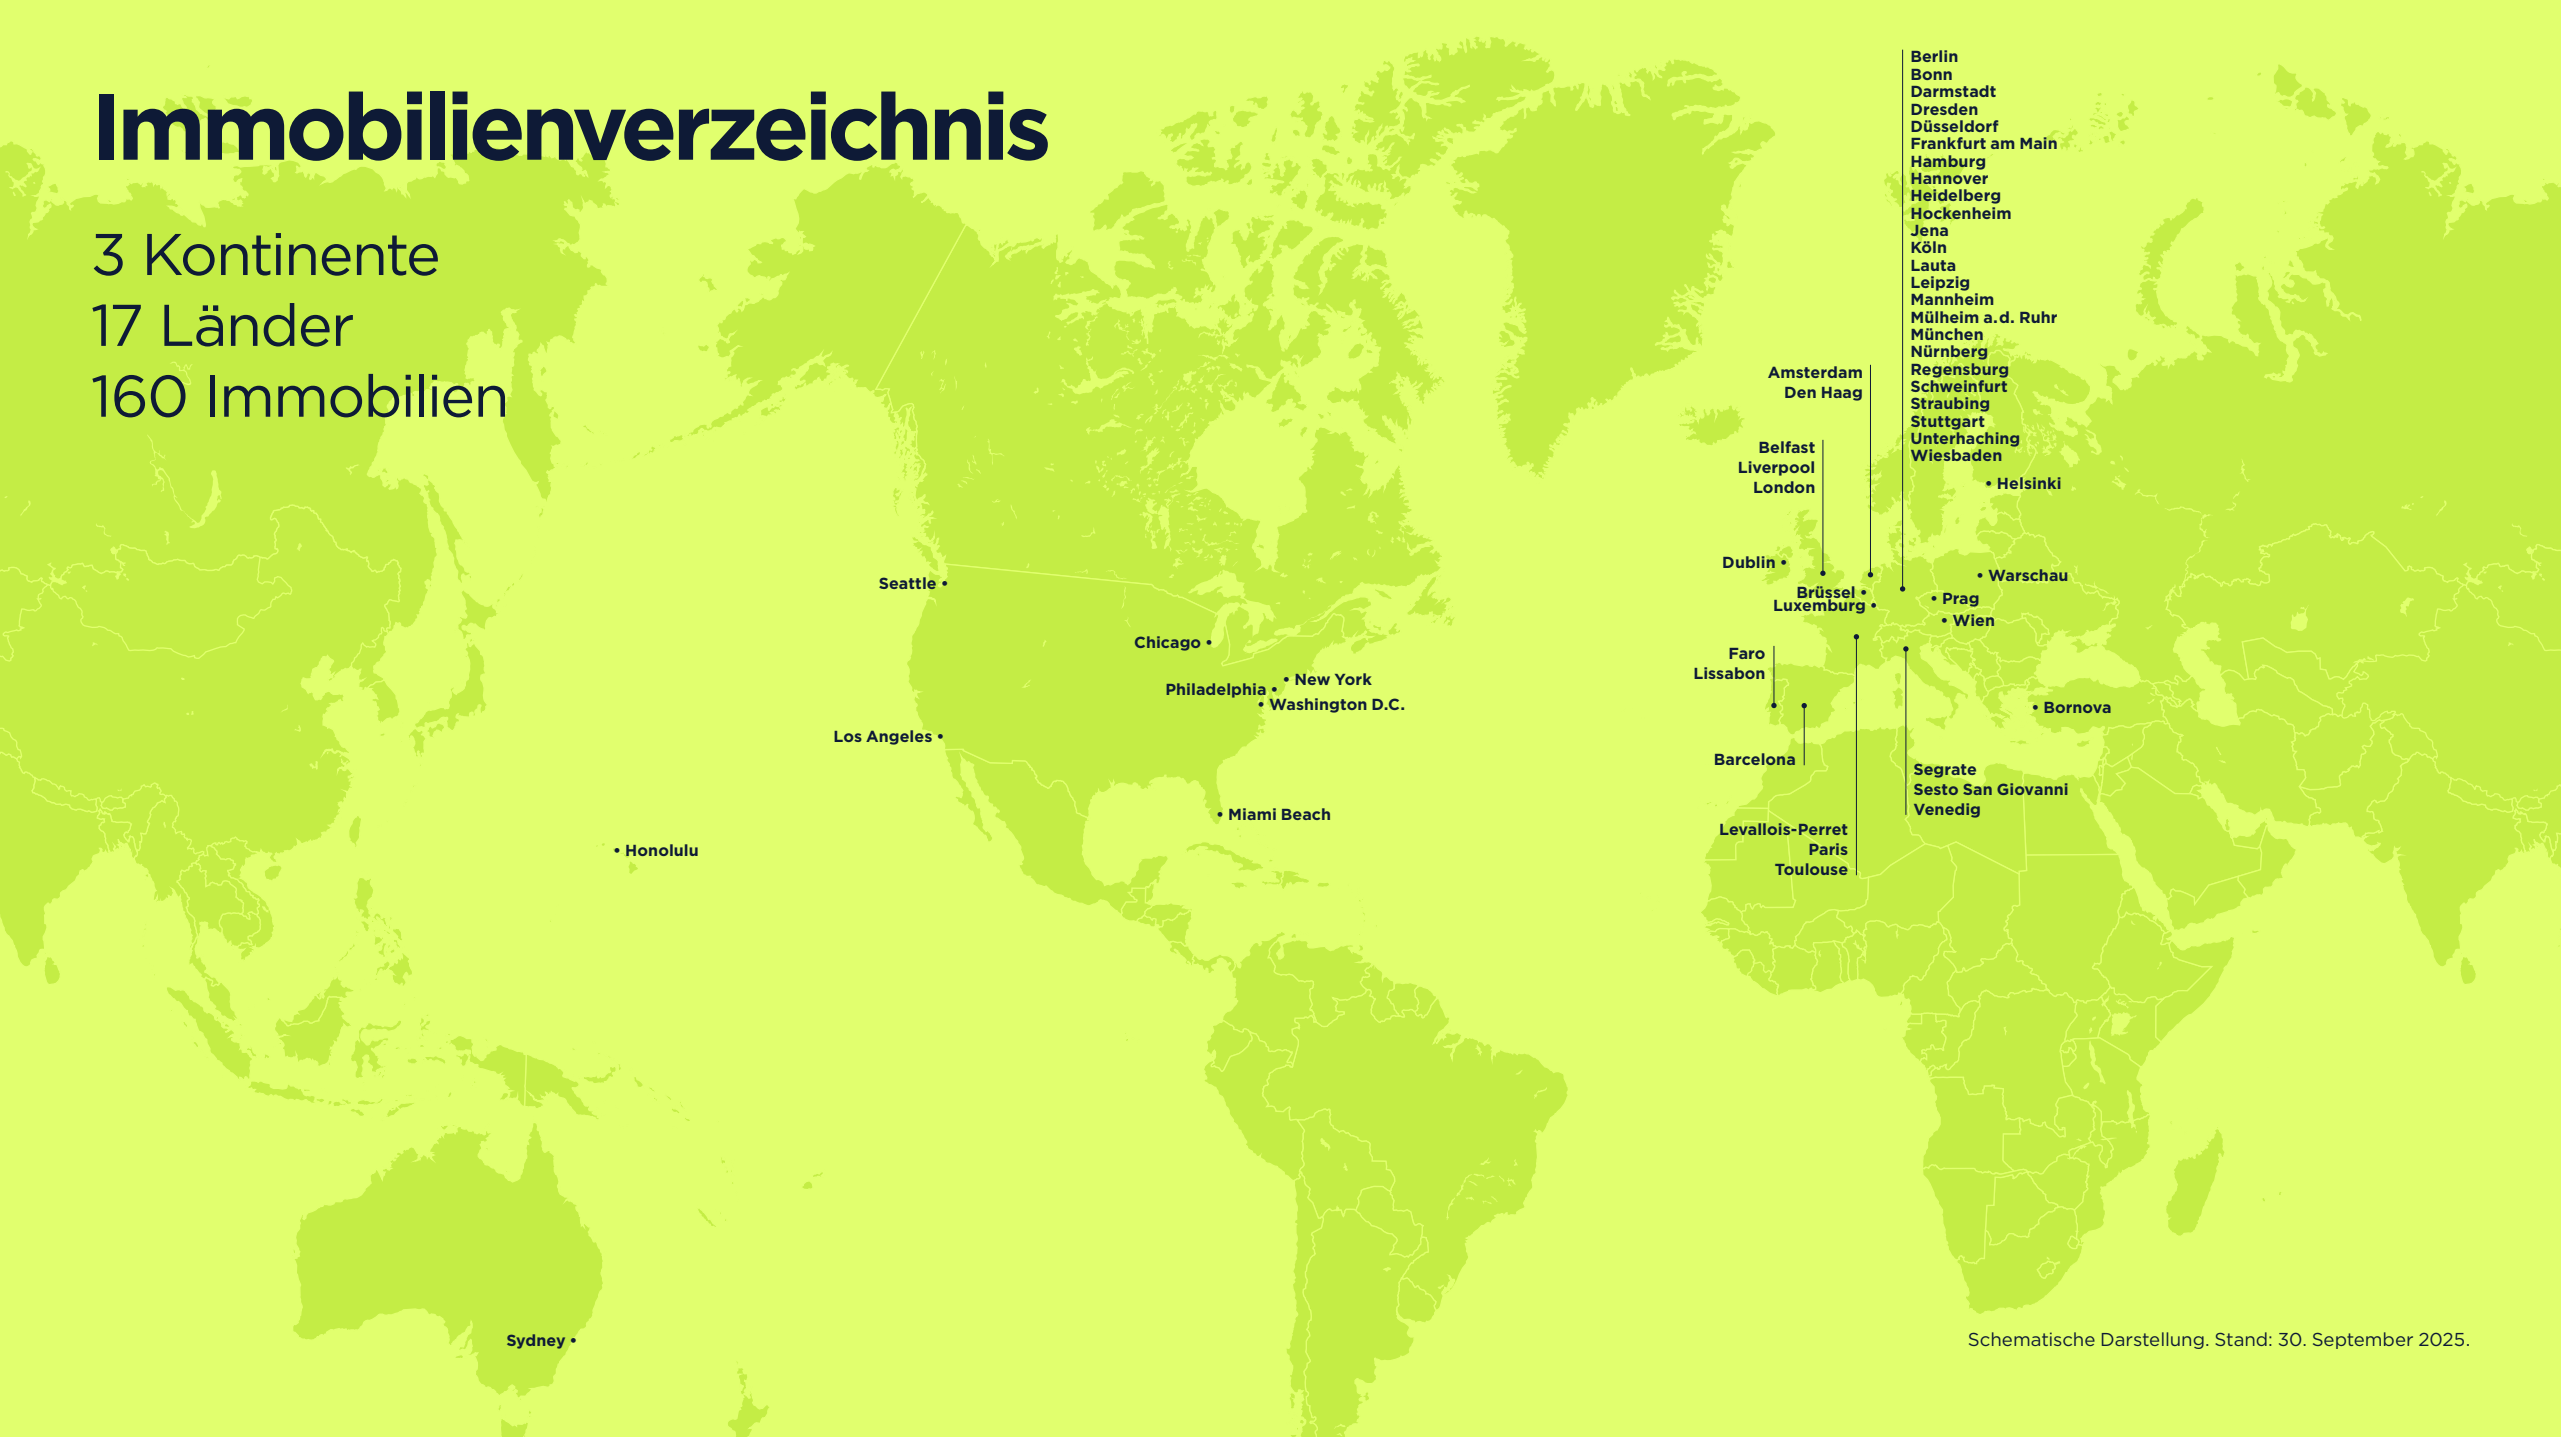 Immobilienverzeichnis
3 Kontinente
17 Länder
160 Immobilien
Berlin
Bonn
Darmstadt
Dresden
Düsseldorf
Frankfurt am Main
Hamburg
Hannover
Heidelberg
Hockenheim
Jena
Köln
Lauta
Leipzig
Mannheim
Mülheim a.d. Ruhr
München
Nürnberg
Regensburg
Schweinfurt
Straubing
Stuttgart
Unterhaching
Wiesbaden
Amsterdam
Den Haag
Belfast
Liverpool
London
Helsinki
Dublin
Warschau
Brüssel
Luxemburg
Prag
Wien
Faro
Lissabon
Bornova
Barcelona
Segrate
Sesto San Giovanni
Venedig
Levallois-Perret
Paris
Toulouse
Seattle
Chicago
New York
Philadelphia
Washington D.C.
Los Angeles
Miami Beach
Honolulu
Sydney
Schematische Darstellung. Stand: 30. September 2025.